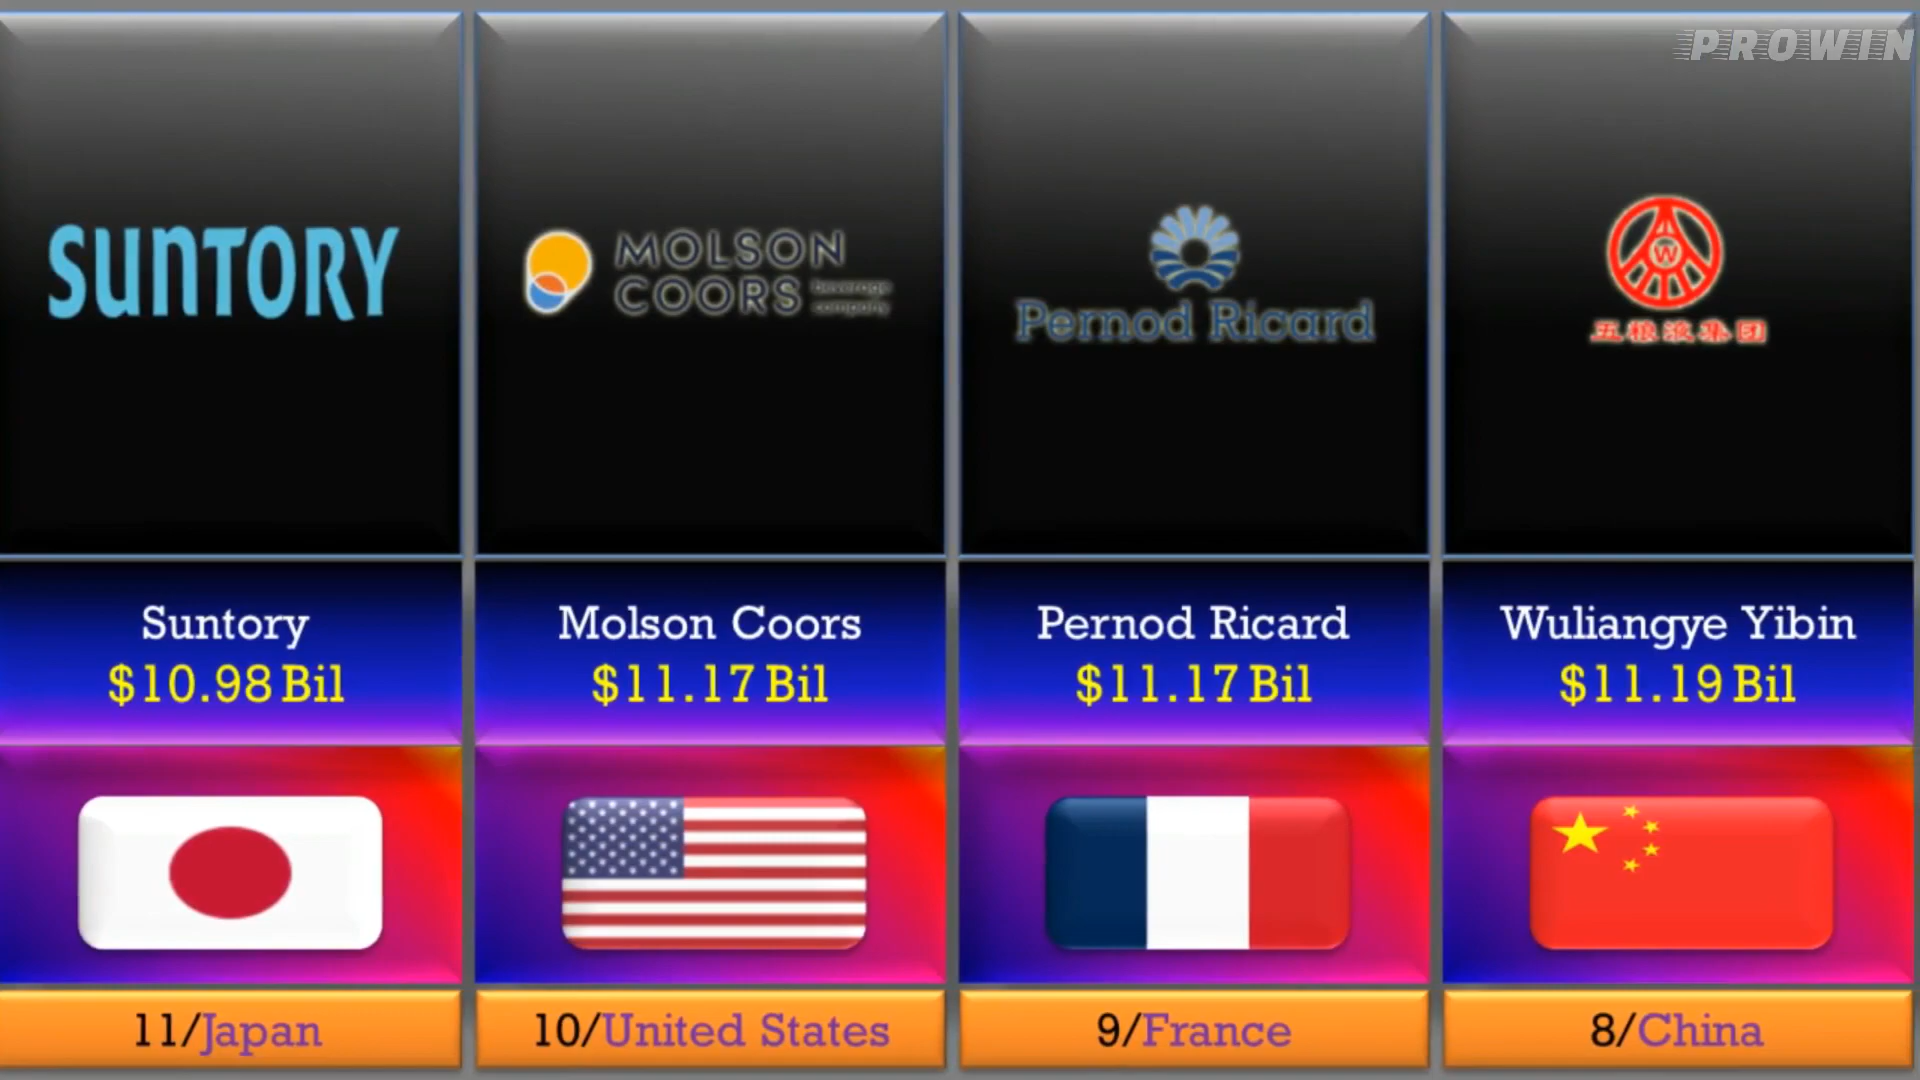 PROWIN
SUNTORY
MOLSON
COORS beverage
company
Pernod Ricard
W
五粮液集团
Suntory
$10.98 Bil
Molson Coors
$11.17 Bil
Pernod Ricard
$11.17 Bil
Wuliangye Yibin
$11.19 Bil
11/Japan
10/United States
9/France
8/China